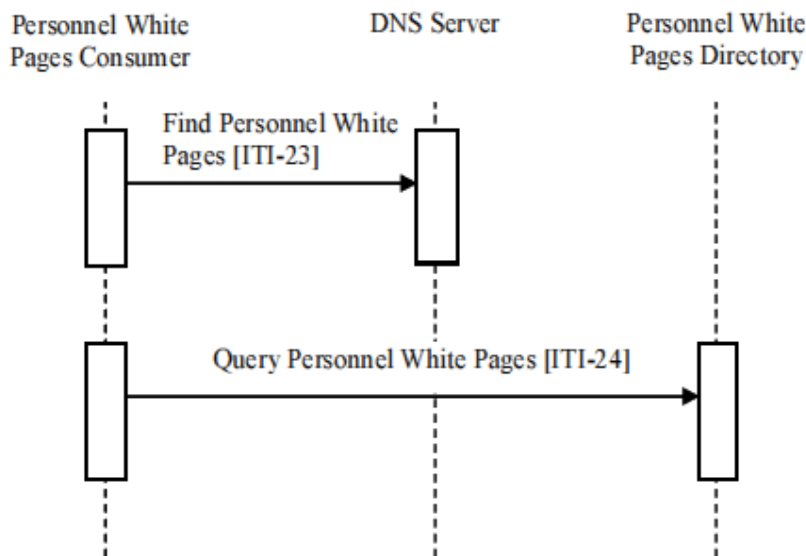 Personnel White
Pages Consumer
DNS Server
Personnel White
Pages Directory
Find Personnel White
Pages [ITI-23]
Query Personnel White Pages [ITI-24]